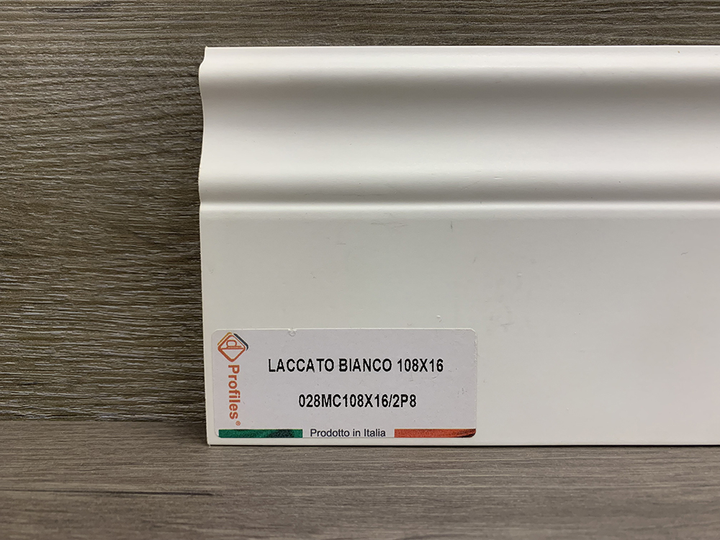 LACCATO BIANCO 108X16
028MC108X16/2P8
d Profiles®
Prodotto in Italia